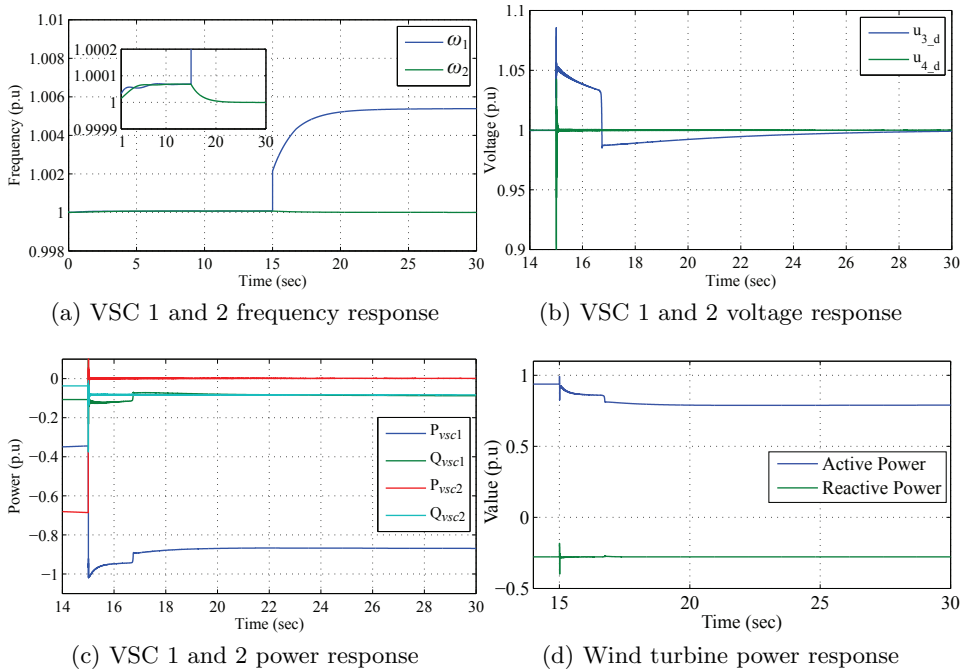 1.01
1.008
1.006
1.004
1.002
1
0.998
Frequency (p.u)
1.0002
1.0001
1
0.9999
1 10 20 30
ω1
ω2
0 5 10 15 20 25 30
Time (sec)
(a) VSC 1 and 2 frequency response
1.1
1.05
1
0.95
0.9
Voltage (p.u)
u3_d
u4_d
14 16 18 20 22 24 26 28 30
Time (sec)
(b) VSC 1 and 2 voltage response
0
−0.2
−0.4
−0.6
−0.8
−1
Power (p.u)
Pvsc1
Qvsc1
Pvsc2
Qvsc2
14 16 18 20 22 24 26 28 30
Time (sec)
(c) VSC 1 and 2 power response
1
0.5
0
−0.5
Value (p.u)
Active Power
Reactive Power
15 20 25 30
Time (sec)
(d) Wind turbine power response